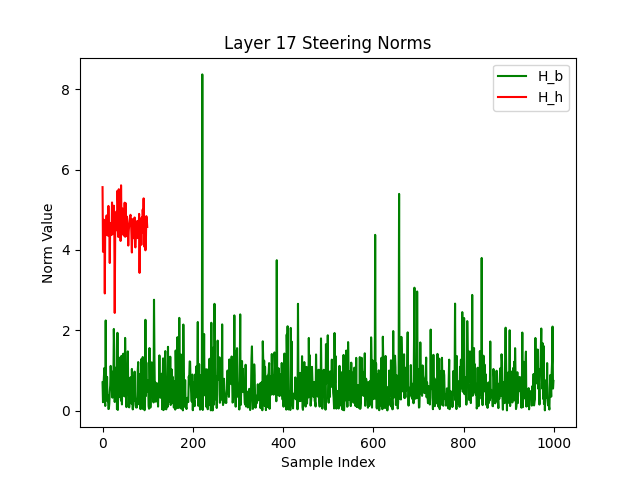 Layer 17 Steering Norms
H_b
H_h
Norm Value
8
6
4
2
0
0 200 400 600 800 1000
Sample Index